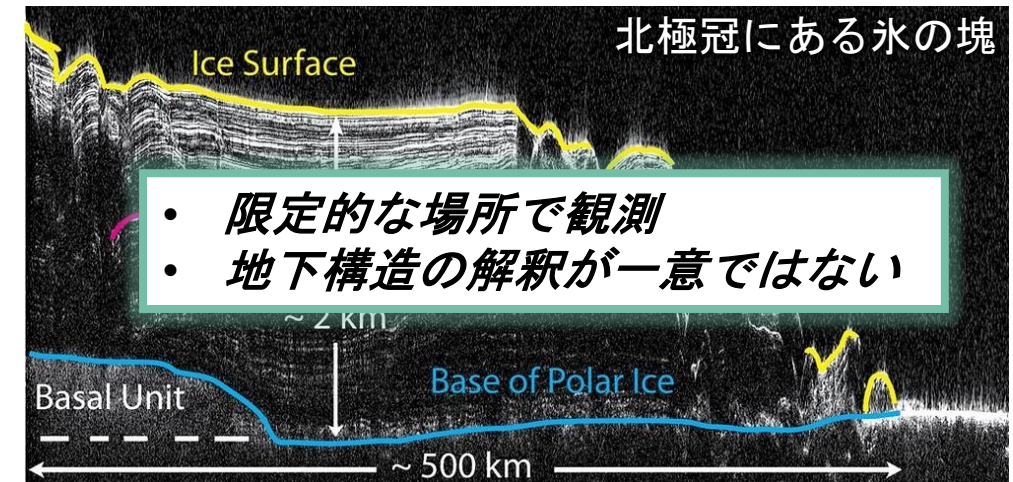 北極冠にある氷の塊
Ice Surface
• 限定的な場所で観測
• 地下構造の解釈が一意ではない
~ 2 km
Base of Polar Ice
Basal Unit
~ 500 km